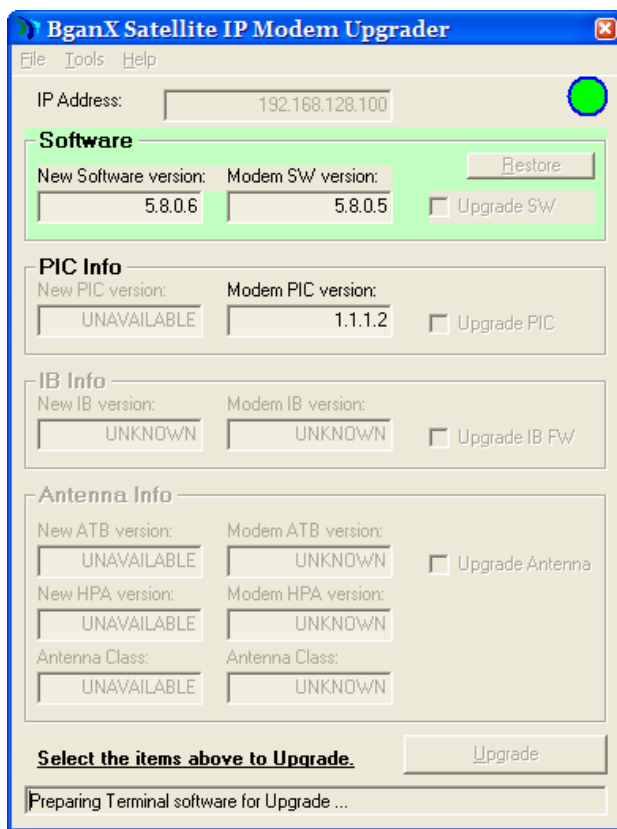 BganX Satellite IP Modem Upgrader
File Tools Help
IP Address: 192.168.128.100
Software
Restore
New Software version: Modem SW version:
5.8.0.6 5.8.0.5 Upgrade SW
PIC Info
New PIC version: Modem PIC version:
UNAVAILABLE 1.1.1.2 Upgrade PIC
IB Info
New IB version: Modem IB version:
UNKNOWN UNKNOWN Upgrade IB FW
Antenna Info
New ATB version: Modem ATB version:
UNAVAILABLE UNKNOWN Upgrade Antenna
New HPA version: Modem HPA version:
UNAVAILABLE UNKNOWN
Antenna Class: Antenna Class:
UNAVAILABLE UNKNOWN
Select the items above to Upgrade. Upgrade
Preparing Terminal software for Upgrade ...